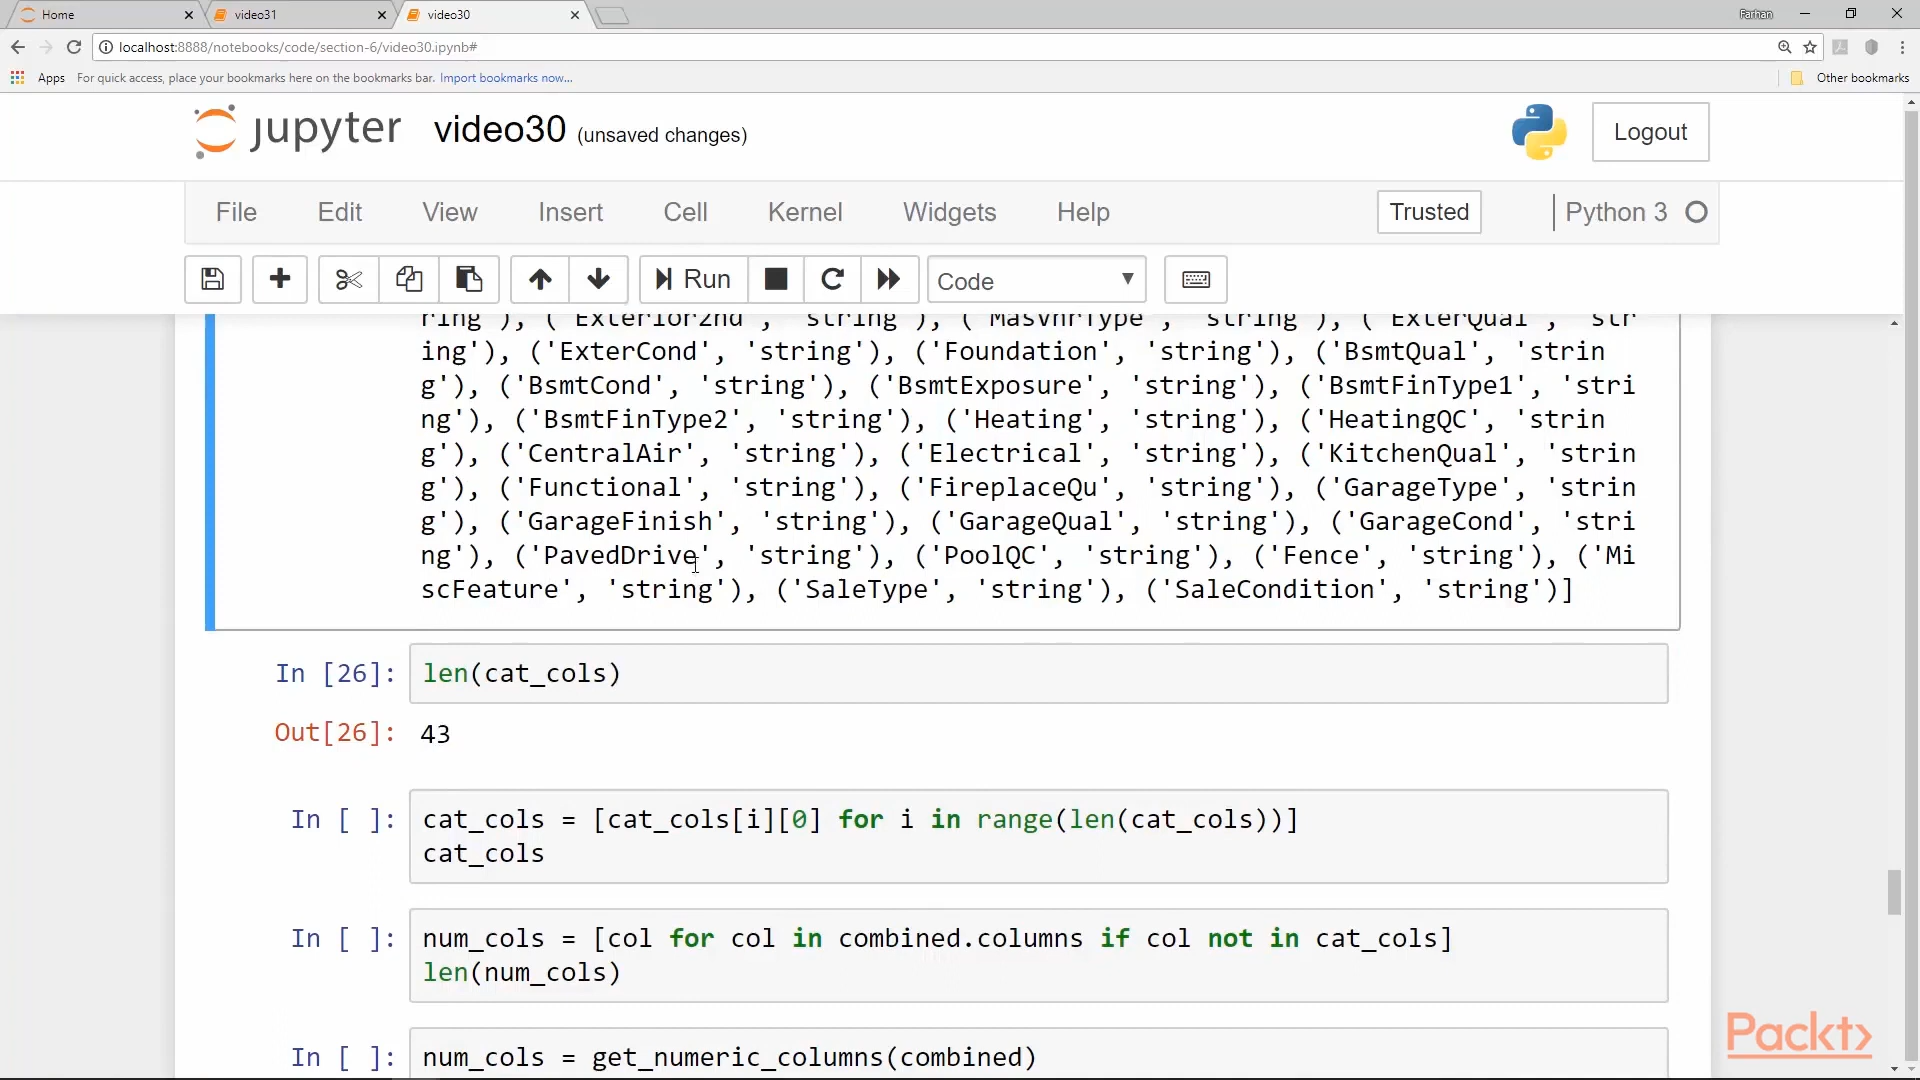 Home
video31
video30
Farhan
localhost:8888/notebooks/code/section-6/video30.ipynb#
Apps
For quick access, place your bookmarks here on the bookmarks bar. Import bookmarks now...
Other bookmarks
jupyter video30 (unsaved changes)
Logout
File Edit View Insert Cell Kernel Widgets Help
Trusted
Python 3
Run
Code
ring'), ('Exterior2nd', 'string'), ('MasVnrType', 'string'), ('ExterQual', 'str
ing'), ('ExterCond', 'string'), ('Foundation', 'string'), ('BsmtQual', 'strin
g'), ('BsmtCond', 'string'), ('BsmtExposure', 'string'), ('BsmtFinType1', 'stri
ng'), ('BsmtFinType2', 'string'), ('Heating', 'string'), ('HeatingQC', 'strin
g'), ('CentralAir', 'string'), ('Electrical', 'string'), ('KitchenQual', 'strin
g'), ('Functional', 'string'), ('FireplaceQu', 'string'), ('GarageType', 'strin
g'), ('GarageFinish', 'string'), ('GarageQual', 'string'), ('GarageCond', 'stri
ng'), ('PavedDrive', 'string'), ('PoolQC', 'string'), ('Fence', 'string'), ('Mi
scFeature', 'string'), ('SaleType', 'string'), ('SaleCondition', 'string')]
In [26]: len(cat_cols)
Out[26]: 43
In [ ]: cat_cols = [cat_cols[i][0] for i in range(len(cat_cols))]
cat_cols
In [ ]: num_cols = [col for col in combined.columns if col not in cat_cols]
len(num_cols)
In [ ]: num_cols = get_numeric_columns(combined)
Packt>